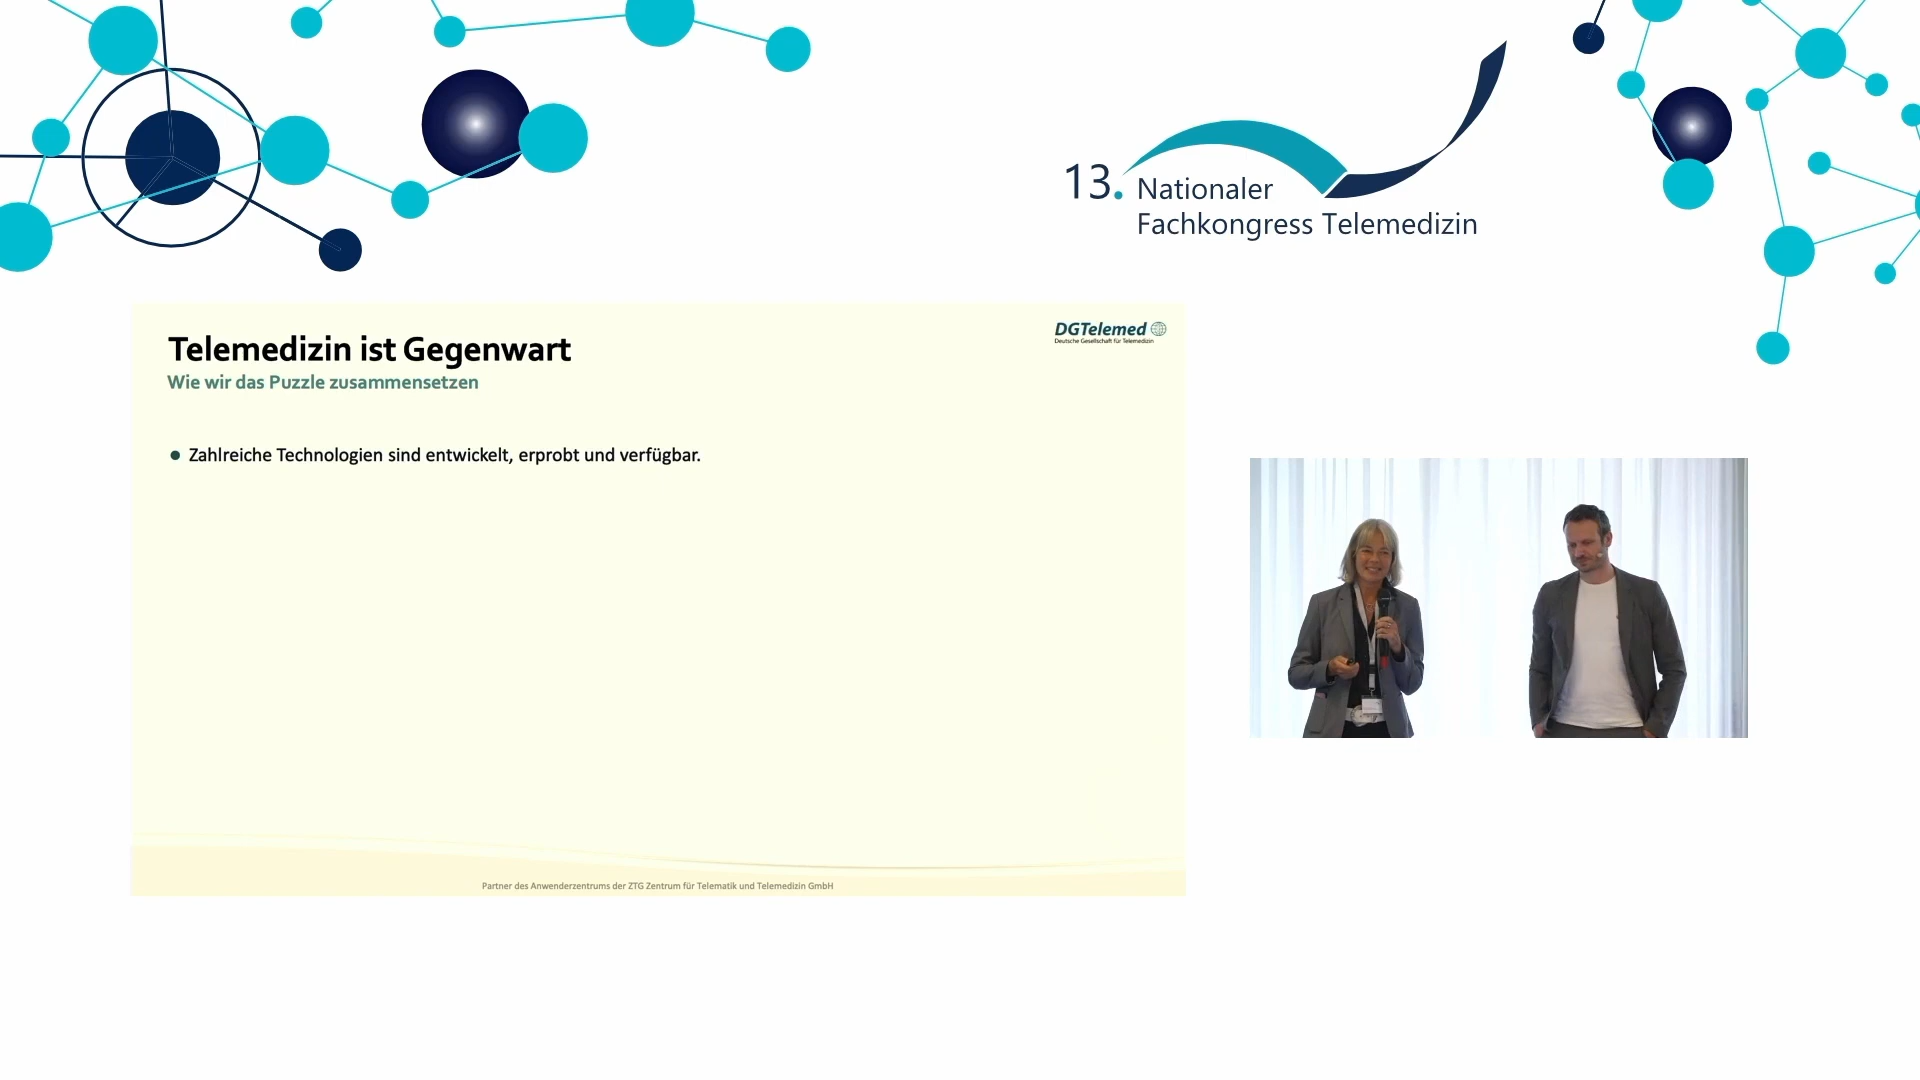 13. Nationaler
Fachkongress Telemedizin
DGTelemed
Deutsche Gesellschaft für Telemedizin
Telemedizin ist Gegenwart
Wie wir das Puzzle zusammensetzen
Zahlreiche Technologien sind entwickelt, erprobt und verfügbar.
Partner des Anwenderzentrums der ZTG Zentrum für Telematik und Telemedizin GmbH